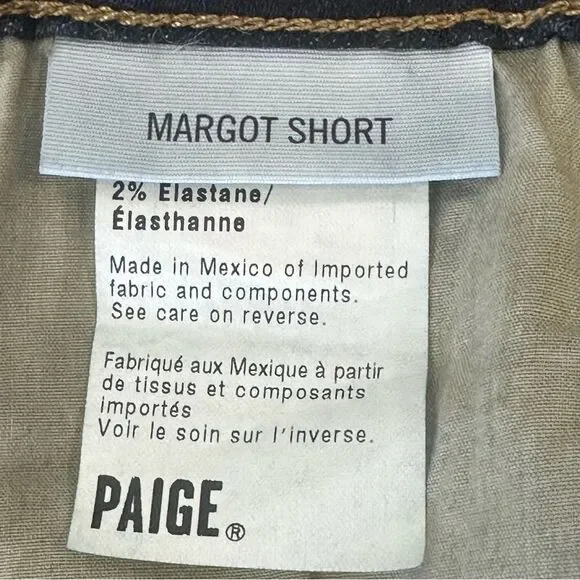 MARGOT SHORT
2% Elastane/
Élasthanne
Made in Mexico of Imported
fabric and components.
See care on reverse.
Fabriqué aux Mexique à partir
de tissus et composants
importés
Voir le soin sur l'inverse.
PAIGE®